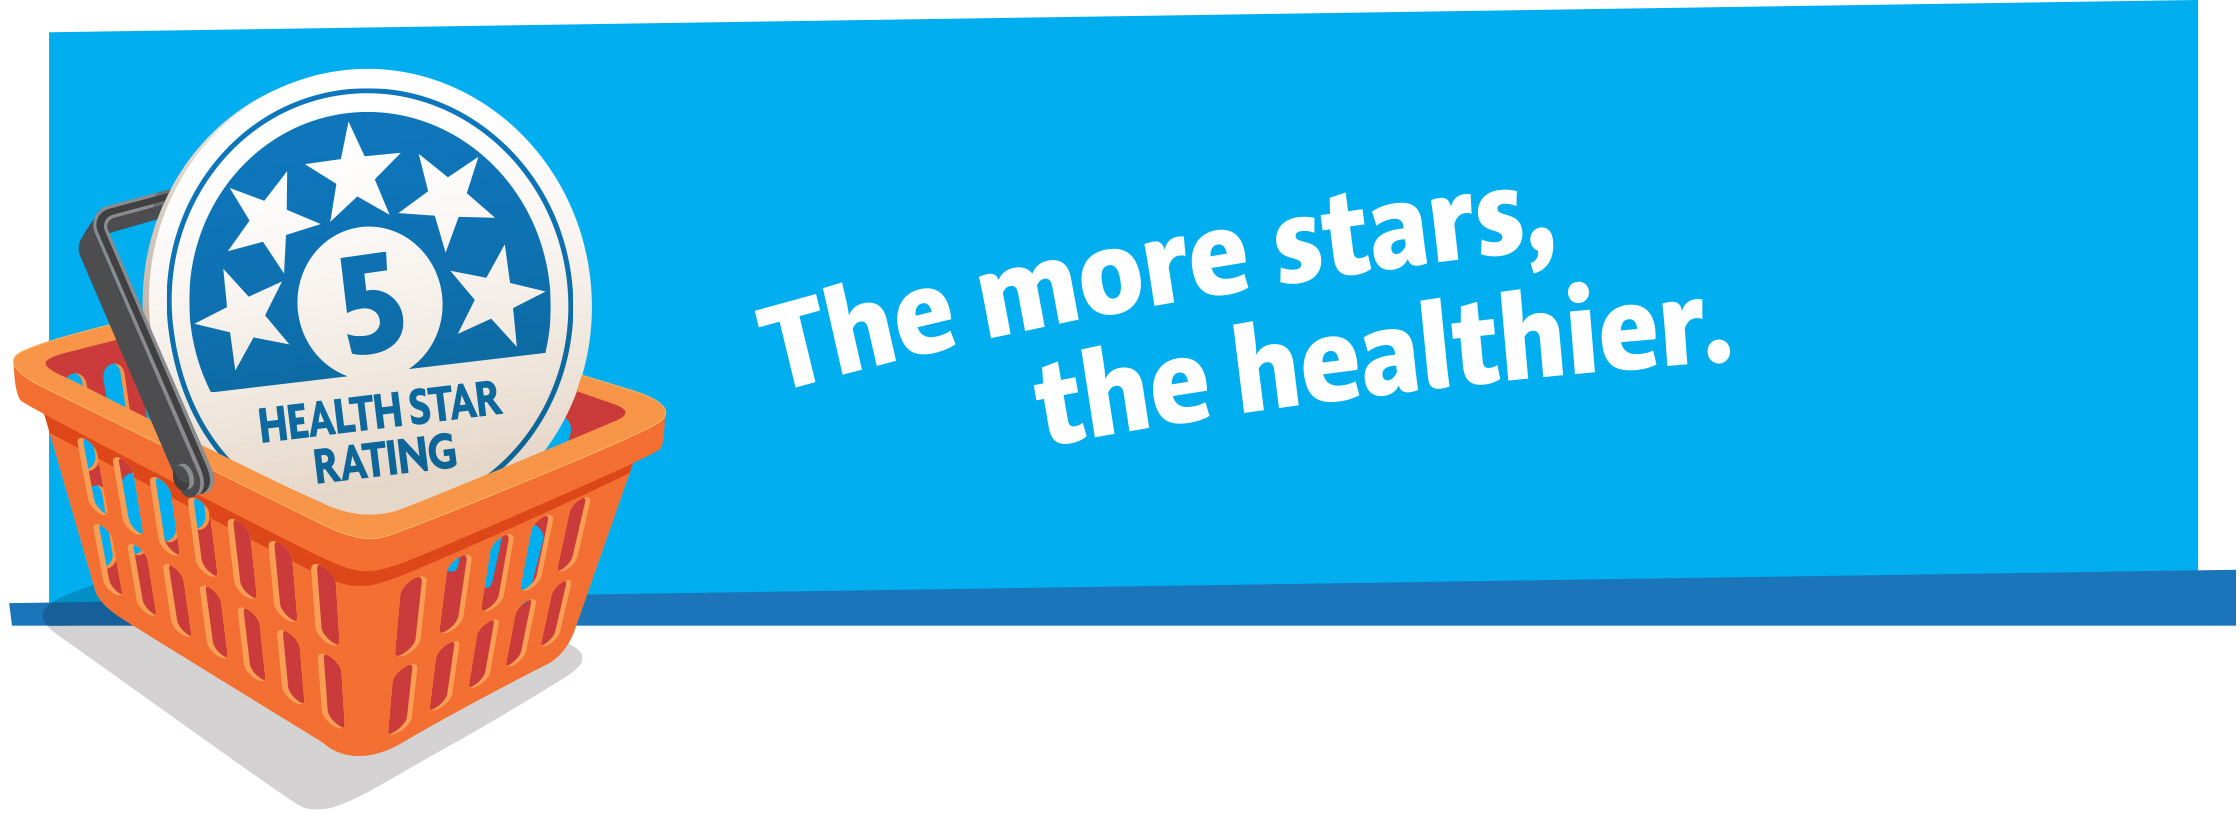 5
HEALTH STAR
RATING
The more stars,
the healthier.